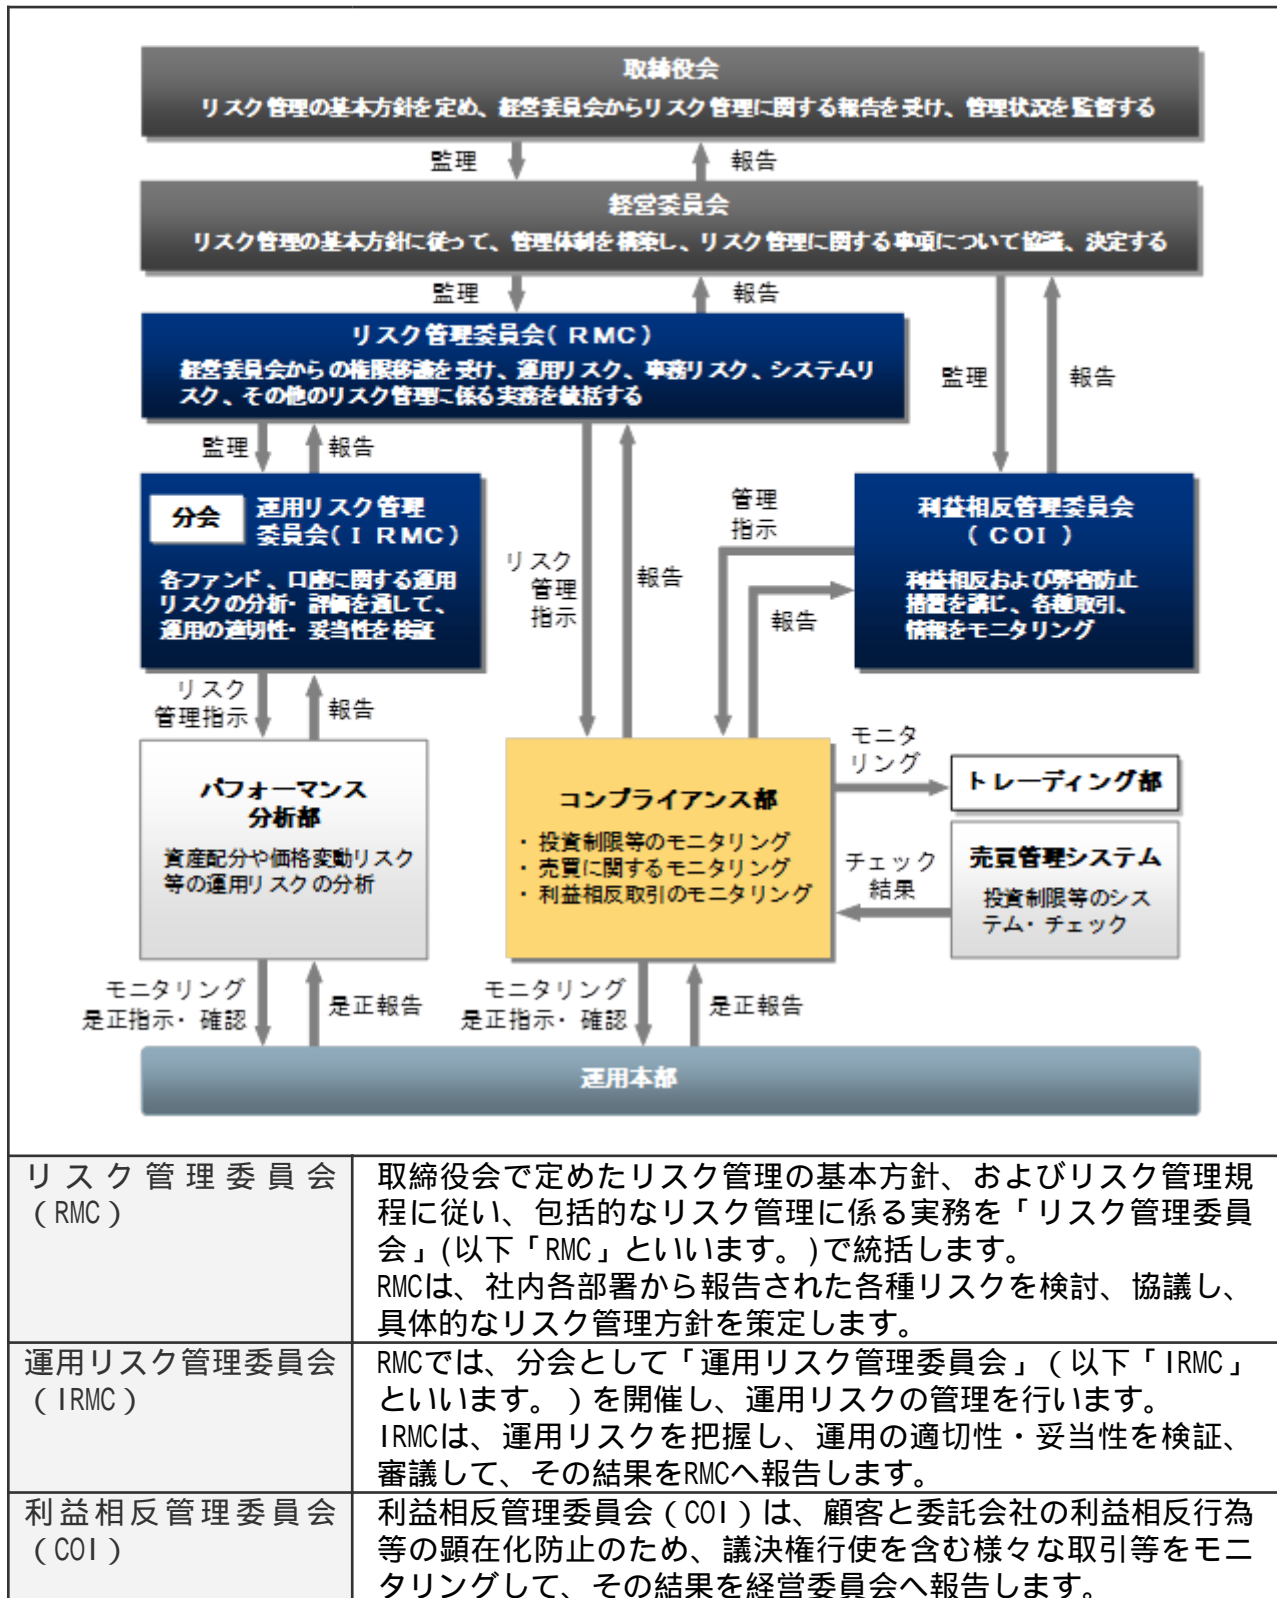 取締役会
リスク管理の基本方針を定め、経営委員会からリスク管理に関する報告を受け、管理状況を監督する
監理
報告
経営委員会
リスク管理の基本方針に従って、管理体制を構築し、リスク管理に関する事項について協議、決定する
監理
報告
リスク管理委員会(RMC)
経営委員会からの権限移譲を受け、運用リスク、事務リスク、システムリ
スク、その他のリスク管理に係る実務を統括する
監理
報告
監理
報告
分会
運用リスク管理
委員会(IRMC)
各ファンド、口座に関する運用
リスクの分析・評価を通して、
運用の適切性・妥当性を検証
リスク
管理
指示
報告
管理
指示
報告
利益相反管理委員会
(COI)
利益相反および弊害防止
措置を講じ、各種取引、
情報をモニタリング
リスク
管理指示
報告
パフォーマンス
分析部
資産配分や価格変動リスク
等の運用リスクの分析
コンプライアンス部
・投資制限等のモニタリング
・売買に関するモニタリング
・利益相反取引のモニタリング
モニタ
リング
トレーディング部
チェック
結果
売買管理システム
投資制限等のシス
テム・チェック
モニタリング
是正指示・確認
是正報告
モニタリング
是正指示・確認
是正報告
運用本部
リスク管理委員会
（RMC）
取締役会で定めたリスク管理の基本方針、およびリスク管理規
程に従い、包括的なリスク管理に係る実務を「リスク管理委員
会」(以下「RMC」といいます。)で統括します。
RMCは、社内各部署から報告された各種リスクを検討、協議し、
具体的なリスク管理方針を策定します。
運用リスク管理委員会
（IRMC）
RMCでは、分会として「運用リスク管理委員会」（以下「IRMC」
といいます。）を開催し、運用リスクの管理を行います。
IRMCは、運用リスクを把握し、運用の適切性・妥当性を検証、
審議して、その結果をRMCへ報告します。
利益相反管理委員会
（COI）
利益相反管理委員会（COI）は、顧客と委託会社の利益相反行為
等の顕在化防止のため、議決権行使を含む様々な取引等をモニ
タリングして、その結果を経営委員会へ報告します。